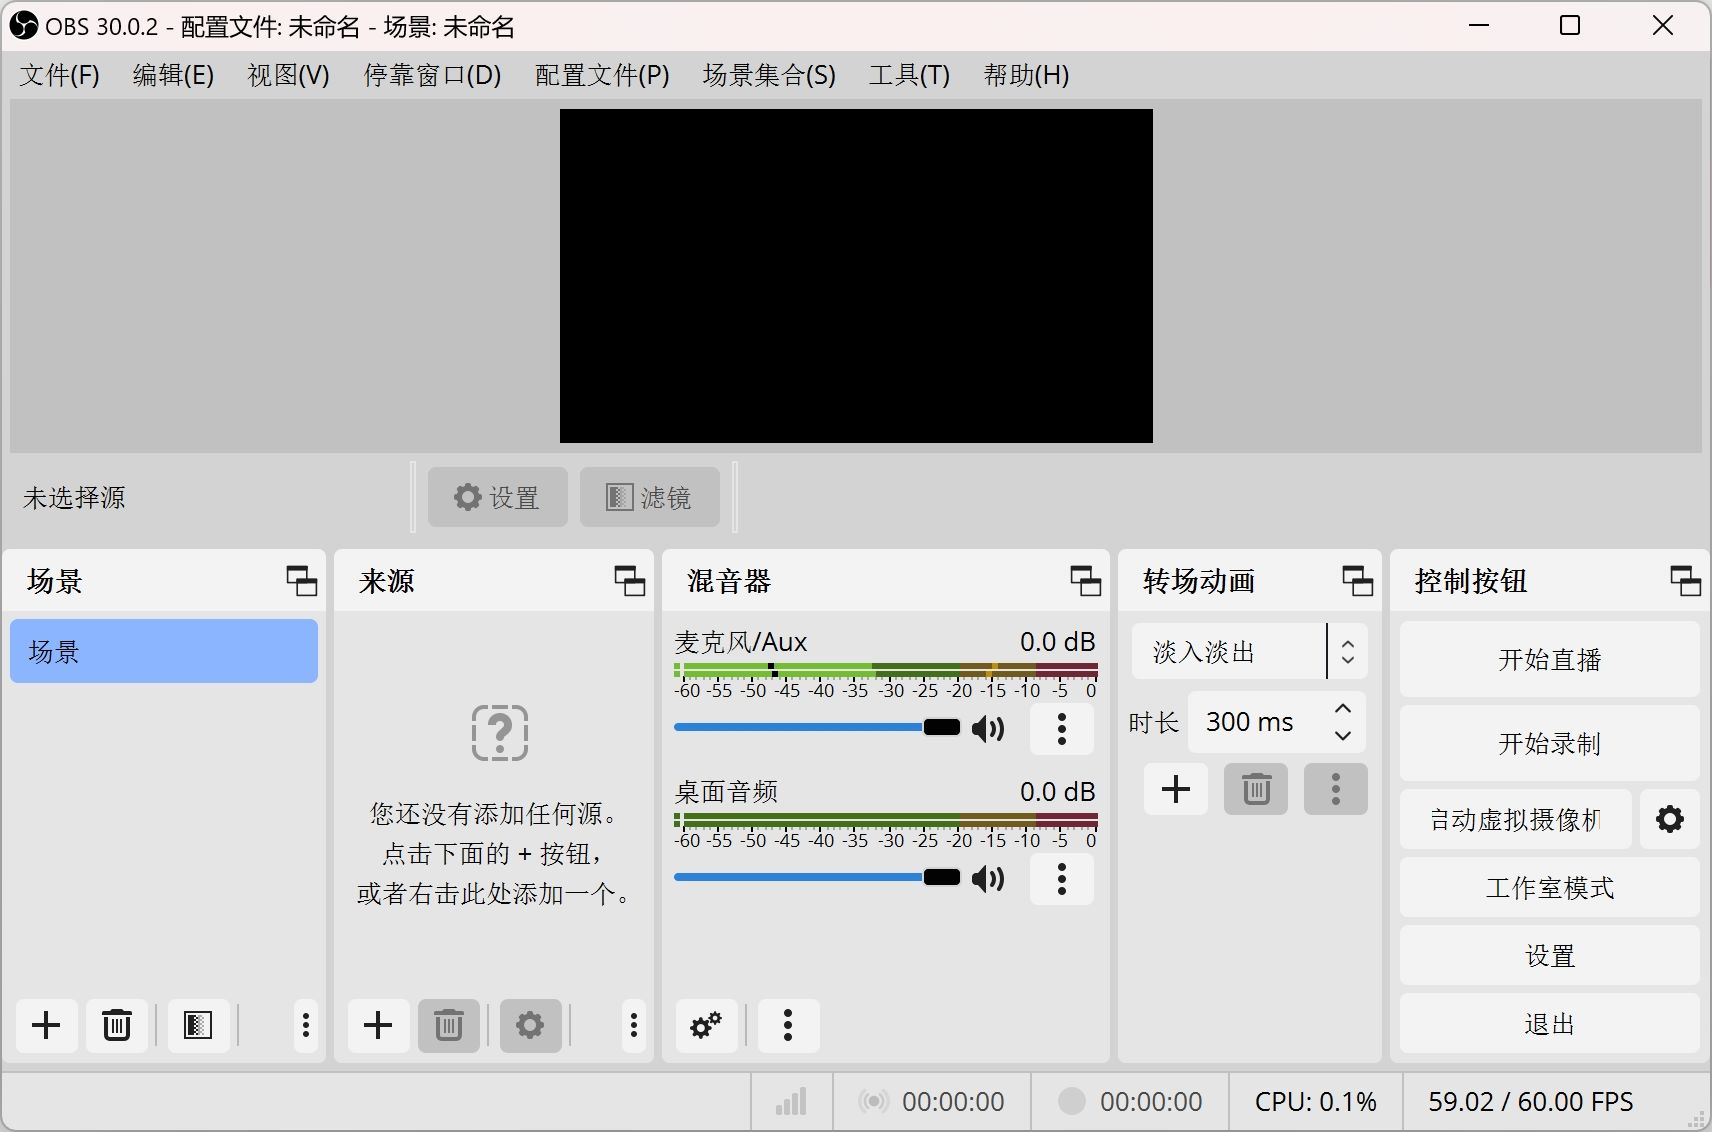 OBS 30.0.2 - 配置文件: 未命名 - 场景: 未命名
文件(F) 编辑(E) 视图(V) 停靠窗口(D) 配置文件(P) 场景集合(S) 工具(T) 帮助(H)
未选择源 设置 滤镜
场景
场景
来源
您还没有添加任何源。
点击下面的 + 按钮，
或者右击此处添加一个。
混音器
麦克风/Aux 0.0 dB
-60 -55 -50 -45 -40 -35 -30 -25 -20 -15 -10 -5 0
桌面音频 0.0 dB
-60 -55 -50 -45 -40 -35 -30 -25 -20 -15 -10 -5 0
转场动画
淡入淡出
时长 300 ms
控制按钮
开始直播
开始录制
启动虚拟摄像机
工作室模式
设置
退出
00:00:00 00:00:00 CPU: 0.1% 59.02 / 60.00 FPS